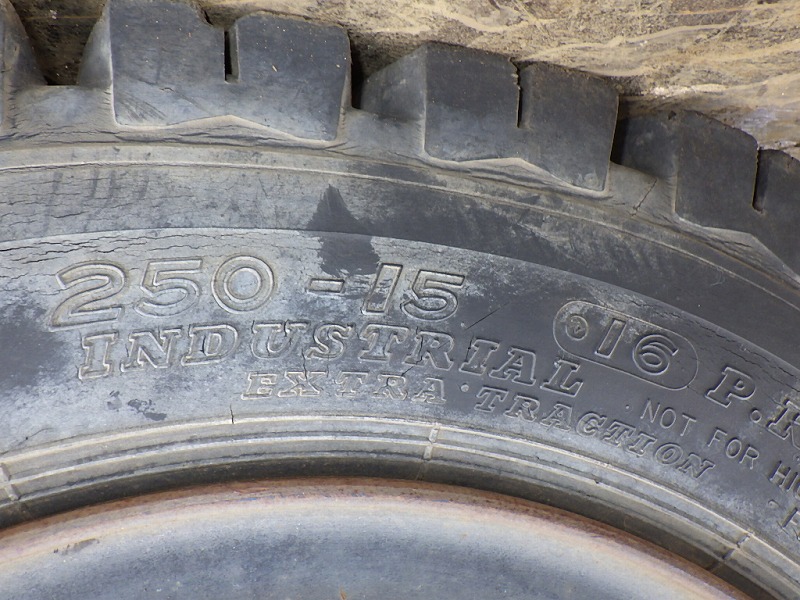 250-15
INDUSTRIAL
EXTRA TRACTION
16
P.
NOT FOR